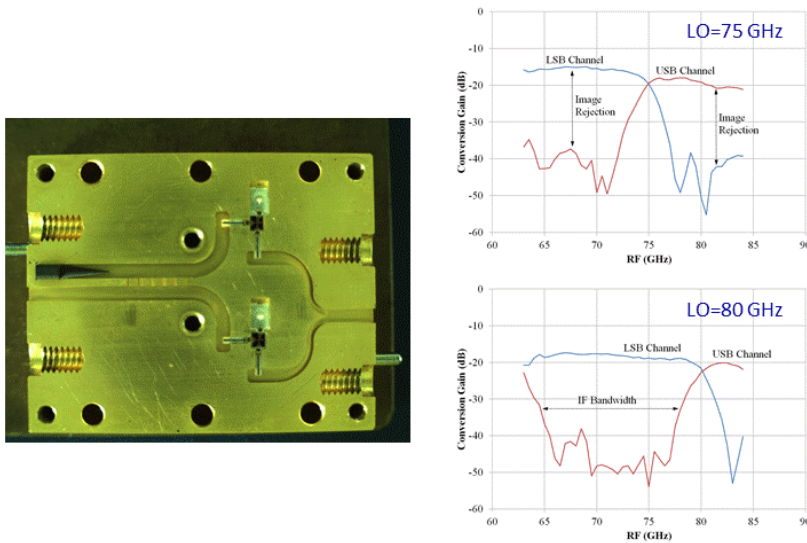 LO=75 GHz
0
-10
-20
-30
-40
-50
-60
Conversion Gain (dB)
LSB Channel
USB Channel
Image
Rejection
Image
Rejection
60 65 70 75 80 85 90
RF (GHz)
LO=80 GHz
0
-10
-20
-30
-40
-50
-60
Conversion Gain (dB)
LSB Channel
USB Channel
IF Bandwidth
60 65 70 75 80 85 90
RF (GHz)